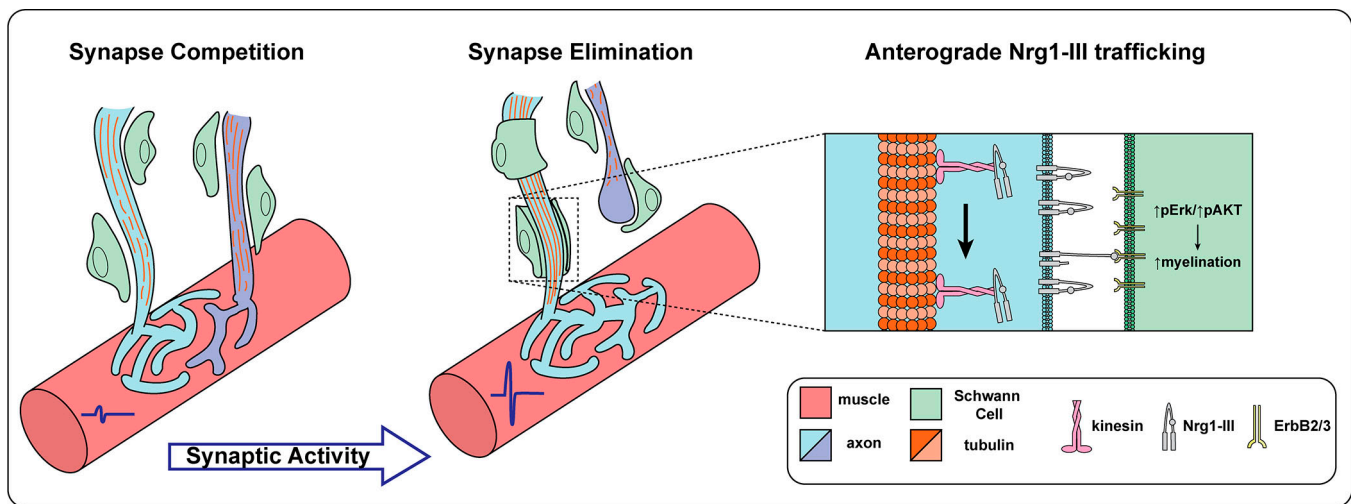 Synapse Competition
Synapse Elimination
Anterograde Nrg1-III trafficking
↑pErk/↑pAKT
↑myelination
Synaptic Activity
muscle
Schwann
Cell
axon
tubulin
kinesin
Nrg1-III
ErbB2/3